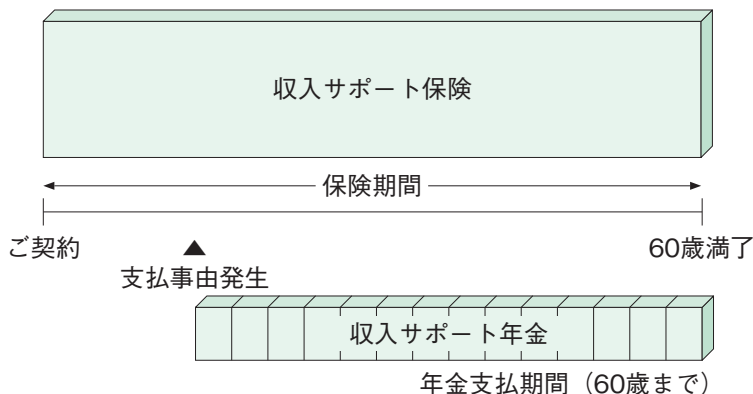 収入サポート保険
保険期間
ご契約
60歳満了
支払事由発生
収入サポート年金
年金支払期間（60歳まで）